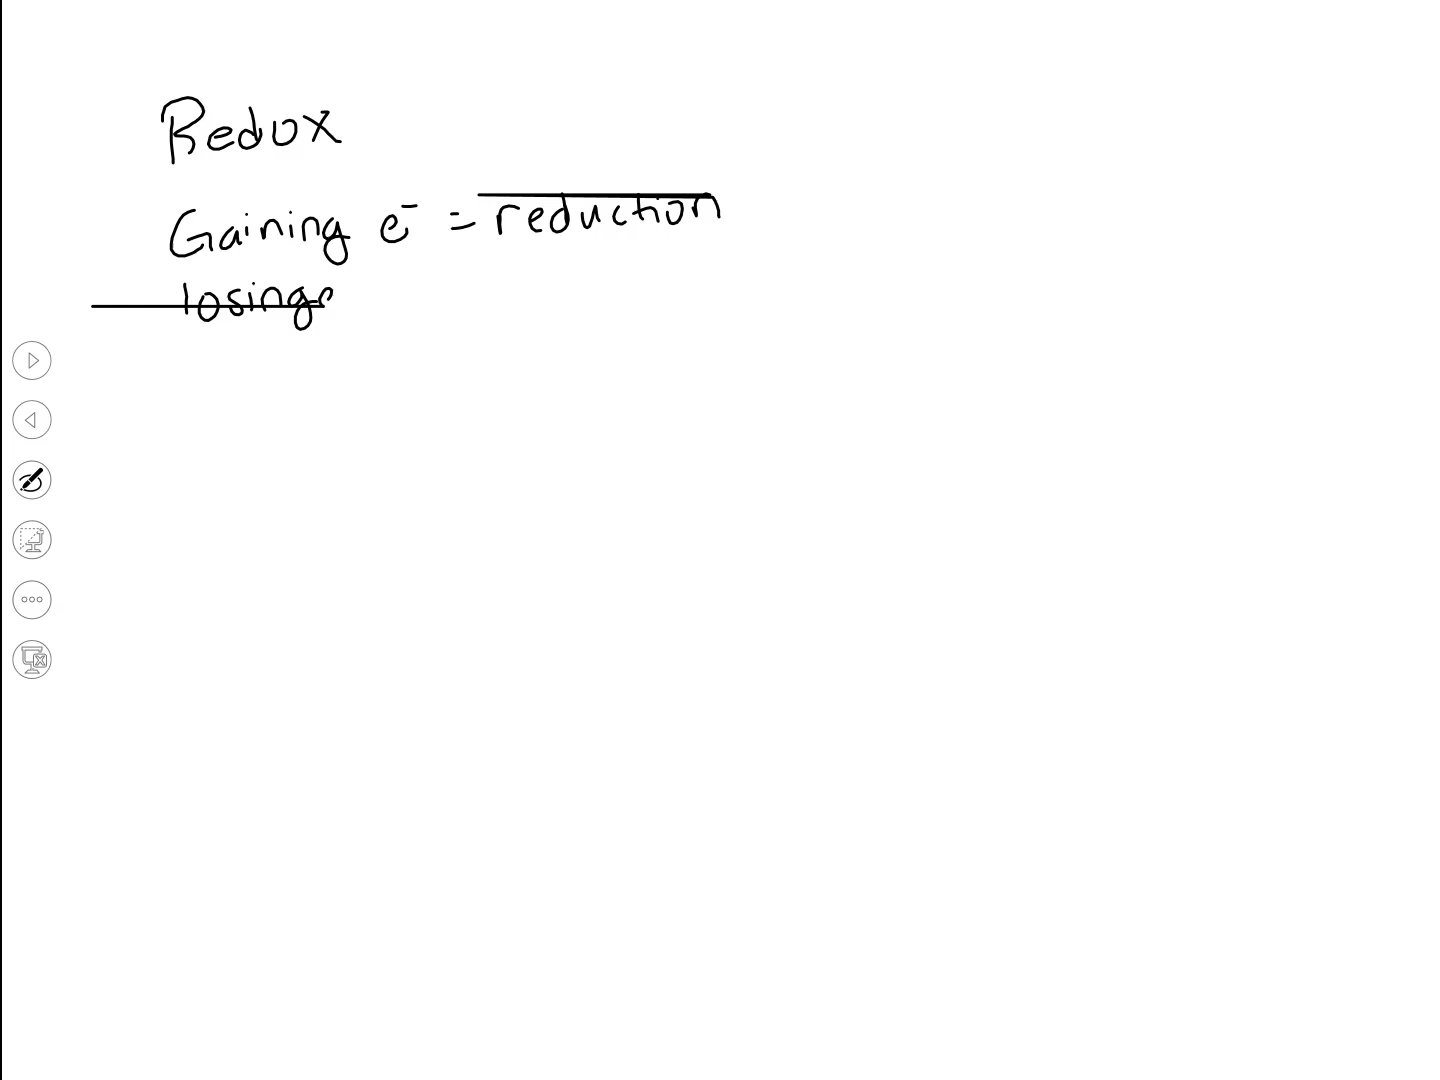 Redox
Gaining e⁻ = reduction
losing